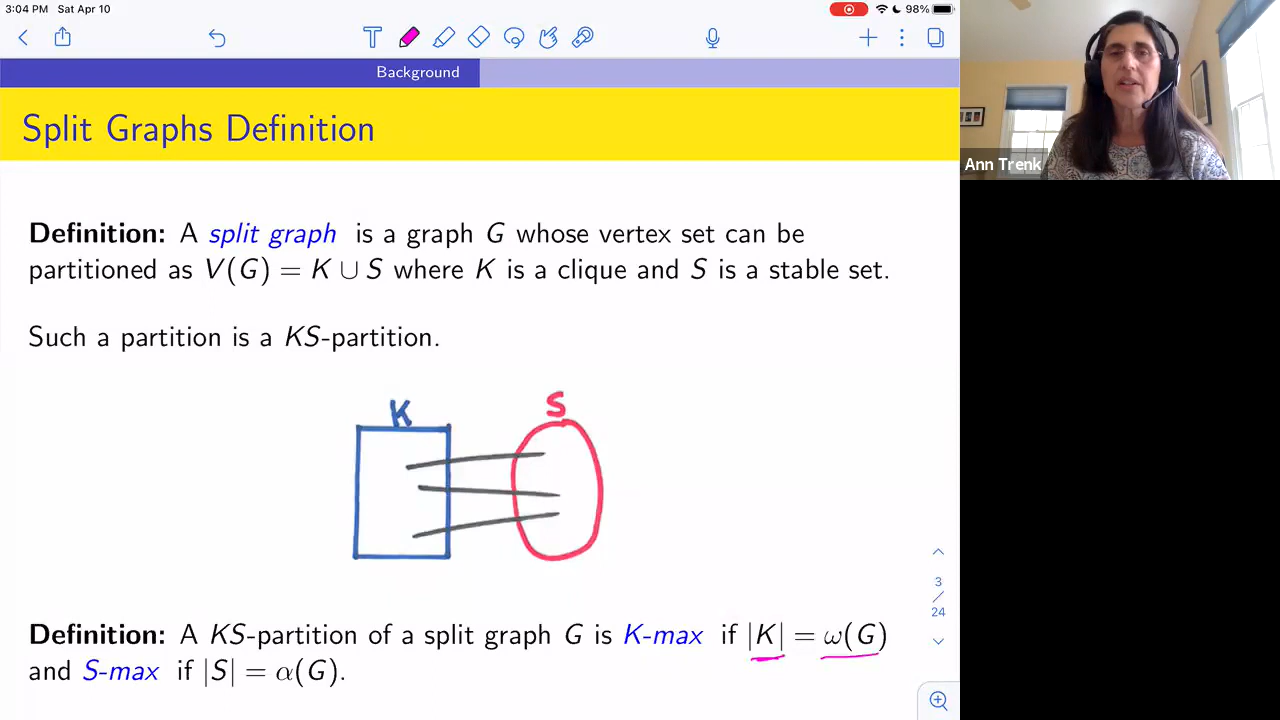 3:04 PM Sat Apr 10
98%
Background
Split Graphs Definition
Definition: A split graph is a graph G whose vertex set can be
partitioned as V(G) = K ∪ S where K is a clique and S is a stable set.
Such a partition is a KS-partition.
K
S
Definition: A KS-partition of a split graph G is K-max if |K| = ω(G)
and S-max if |S| = α(G).
3
/
24
Ann Trenk